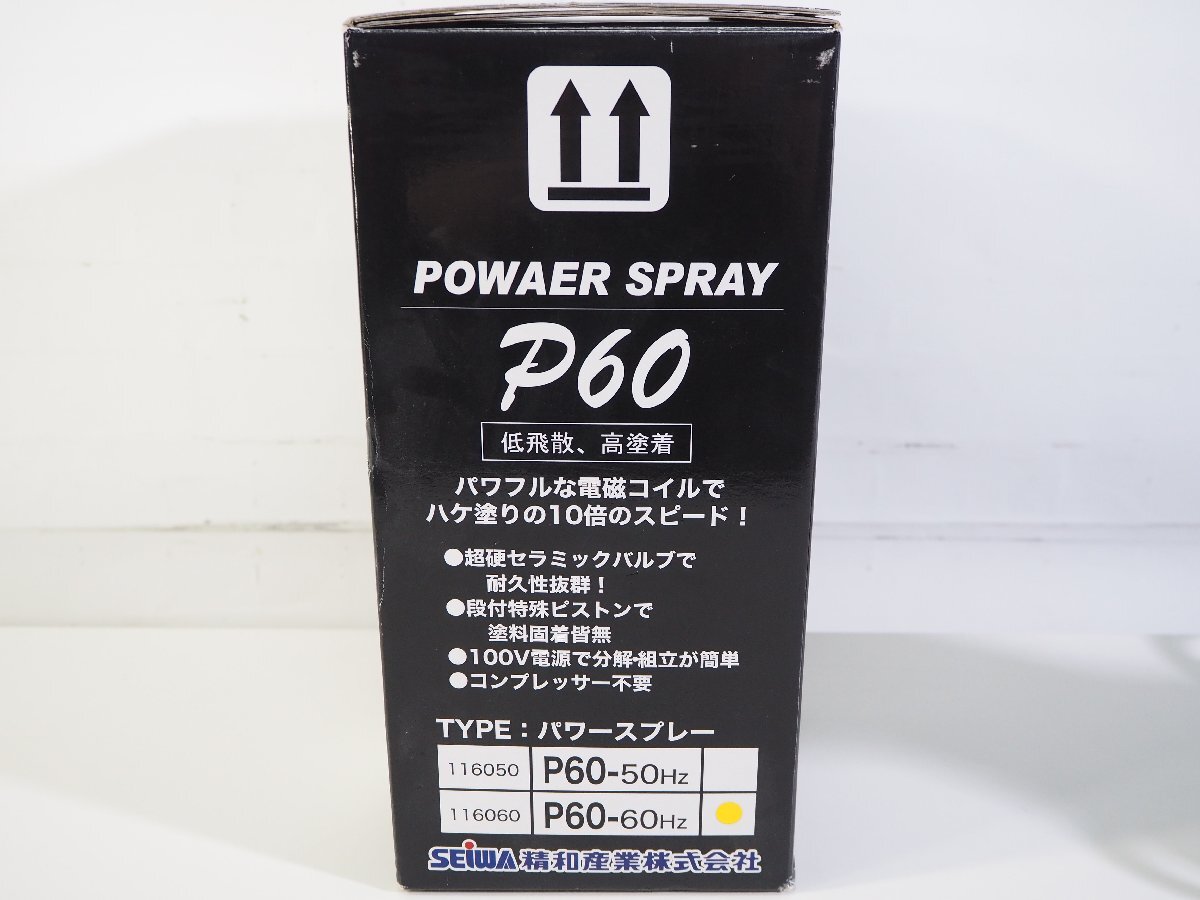 POWAER SPRAY
P60
低飛散、高塗着
パワフルな電磁コイルで
ハケ塗りの10倍のスピード！
●超硬セラミックバルブで
耐久性抜群！
●段付特殊ピストンで
塗料固着皆無
●100V電源で分解・組立が簡単
●コンプレッサー不要
TYPE：パワースプレー
116050 P60-50Hz
116060 P60-60Hz
SEIWA 精和産業株式会社